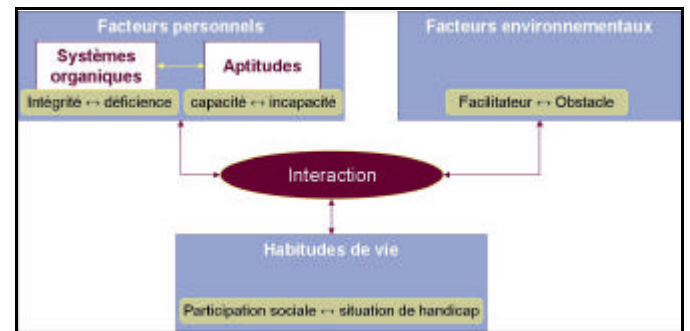 Facteurs personnels
Systèmes
organiques
Aptitudes
Intégrité ↔ déficience
capacité ↔ incapacité
Facteurs environnementaux
Facilitateur ↔ Obstacle
Interaction
Habitudes de vie
Participation sociale ↔ situation de handicap